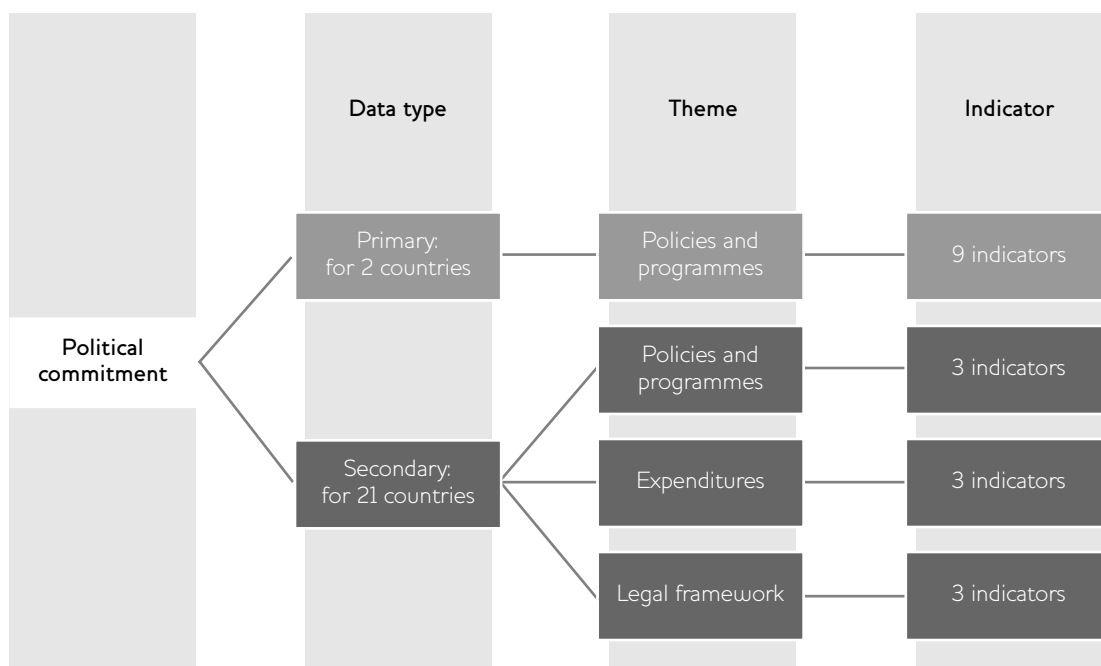 Data type
Theme
Indicator
Primary:
for 2 countries
Policies and
programmes
9 indicators
Political
commitment
Policies and
programmes
3 indicators
Secondary:
for 21 countries
Expenditures
3 indicators
Legal framework
3 indicators